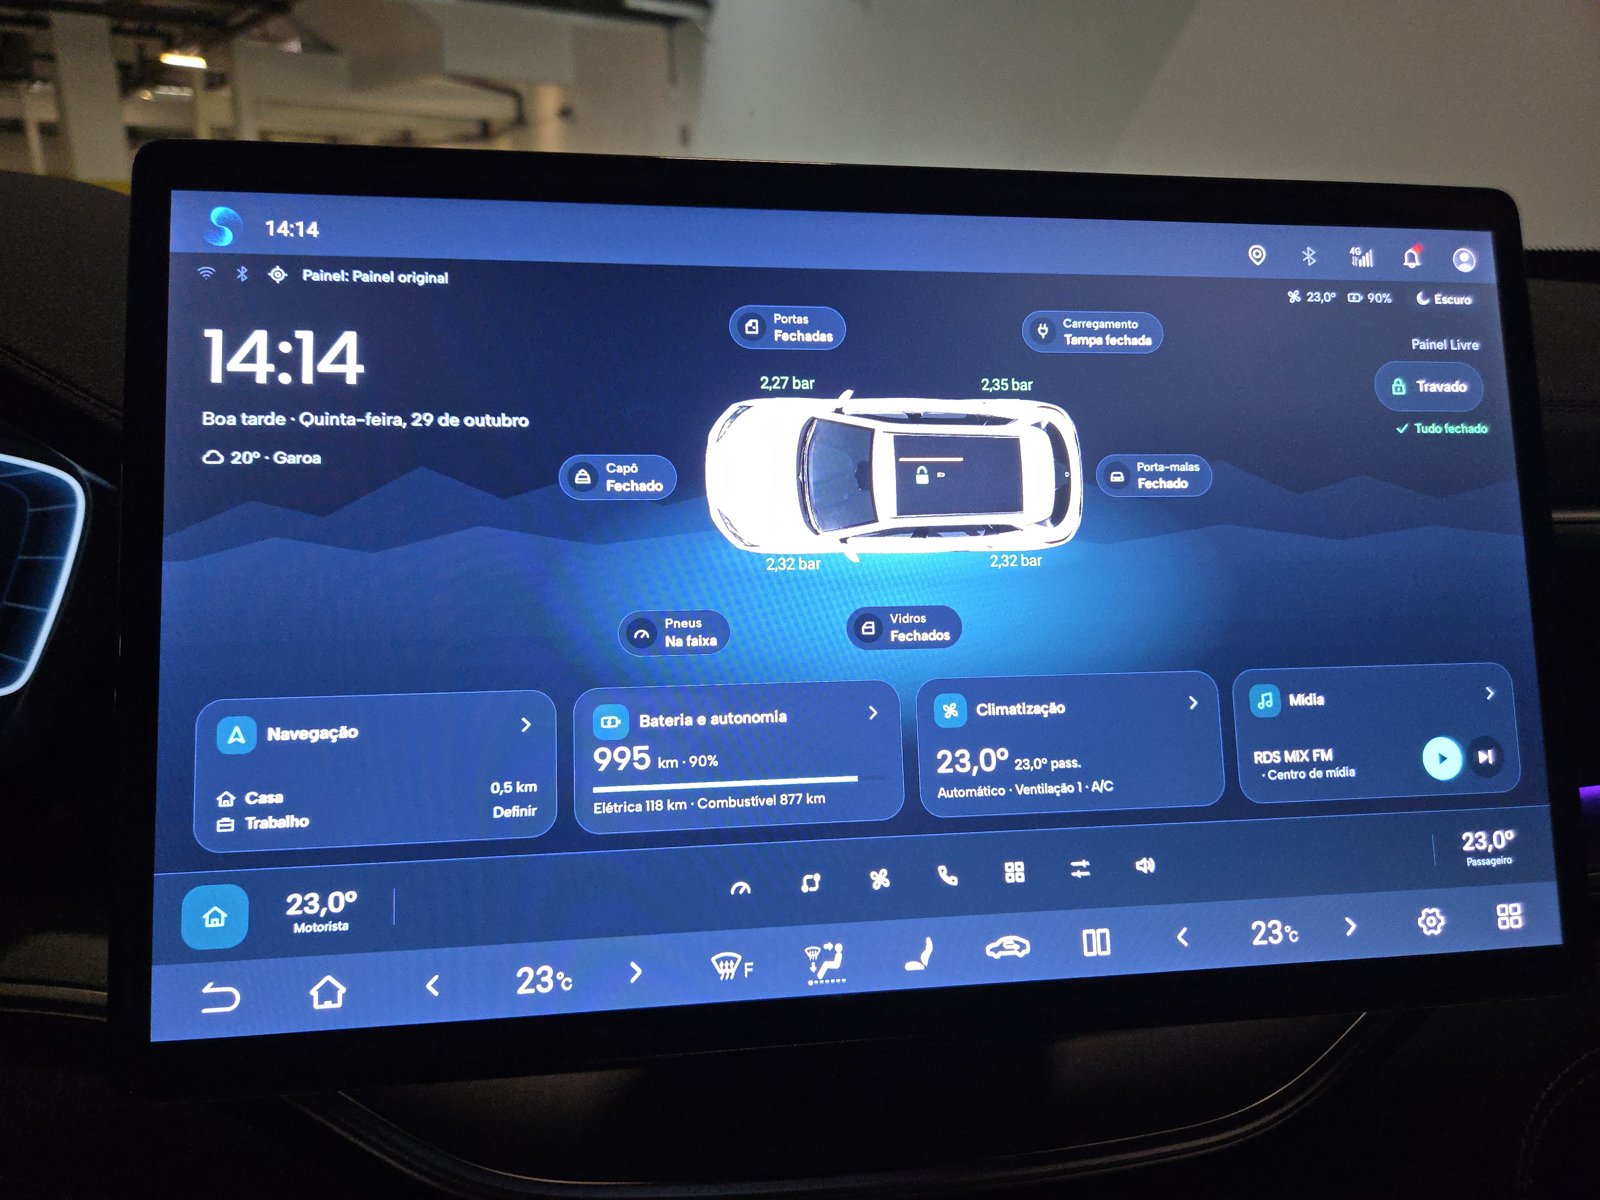 14:14
4G
Painel: Painel original
23,0° 90% Escuro
14:14
Boa tarde · Quinta-feira, 29 de outubro
20° · Garoa
Portas
Fechadas
Carregamento
Tampa fechada
Painel Livre
Travado
Tudo fechado
2,27 bar
2,35 bar
Capô
Fechado
Porta-malas
Fechado
2,32 bar
2,32 bar
Pneus
Na faixa
Vidros
Fechados
Navegação
Casa 0,5 km
Trabalho Definir
Bateria e autonomia
995 km · 90%
Elétrica 118 km · Combustível 877 km
Climatização
23,0° 23,0° pass.
Automático · Ventilação 1 · A/C
Mídia
RDS MIX FM
· Centro de mídia
23,0°
Motorista
23,0°
Passageiro
23°C
F
23°C